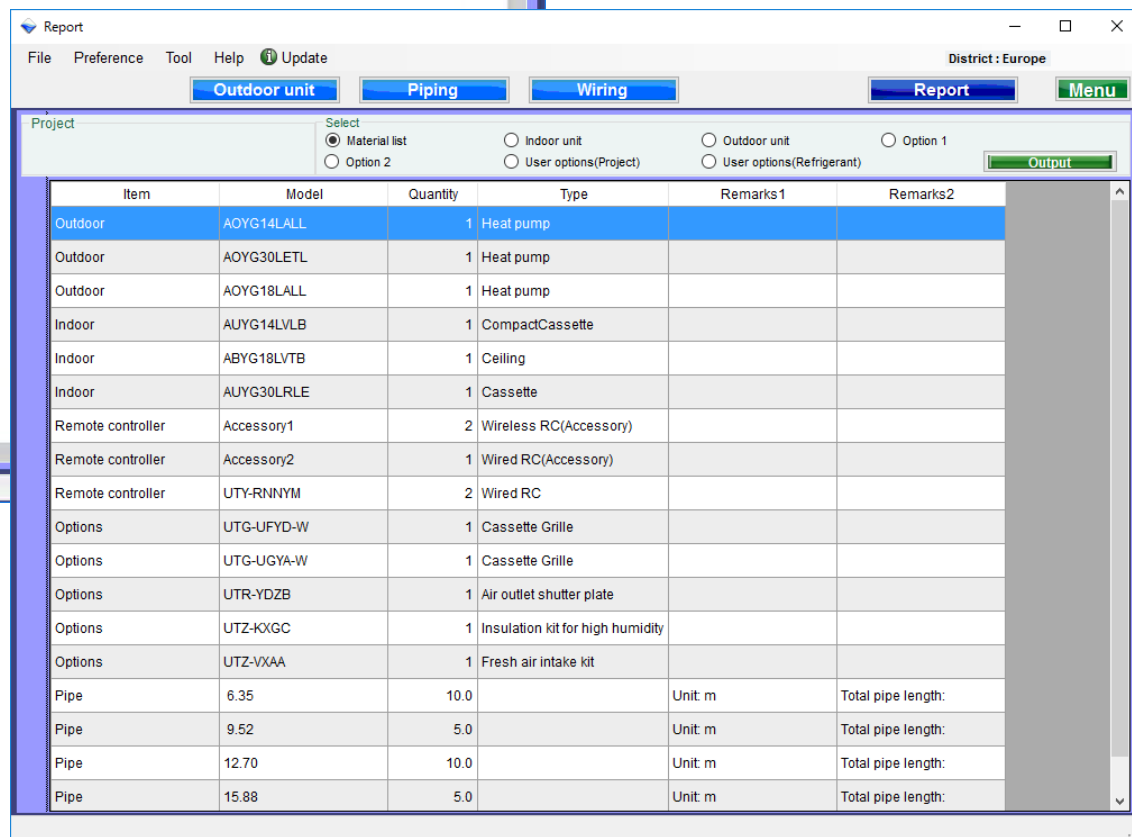 Report
File Preference Tool Help Update District : Europe
Outdoor unit Piping Wiring Report Menu
Project Select
Material list Indoor unit Outdoor unit Option 1
Option 2 User options(Project) User options(Refrigerant) Output
Item Model Quantity Type Remarks1 Remarks2
Outdoor AOYG14LALL 1 Heat pump
Outdoor AOYG30LETL 1 Heat pump
Outdoor AOYG18LALL 1 Heat pump
Indoor AUYG14LVLB 1 CompactCassette
Indoor ABYG18LVTB 1 Ceiling
Indoor AUYG30LRLE 1 Cassette
Remote controller Accessory1 2 Wireless RC(Accessory)
Remote controller Accessory2 1 Wired RC(Accessory)
Remote controller UTY-RNNYM 2 Wired RC
Options UTG-UFYD-W 1 Cassette Grille
Options UTG-UGYA-W 1 Cassette Grille
Options UTR-YDZB 1 Air outlet shutter plate
Options UTZ-KXGC 1 Insulation kit for high humidity
Options UTZ-VXAA 1 Fresh air intake kit
Pipe 6.35 10.0 Unit: m Total pipe length:
Pipe 9.52 5.0 Unit: m Total pipe length:
Pipe 12.70 10.0 Unit: m Total pipe length:
Pipe 15.88 5.0 Unit: m Total pipe length: